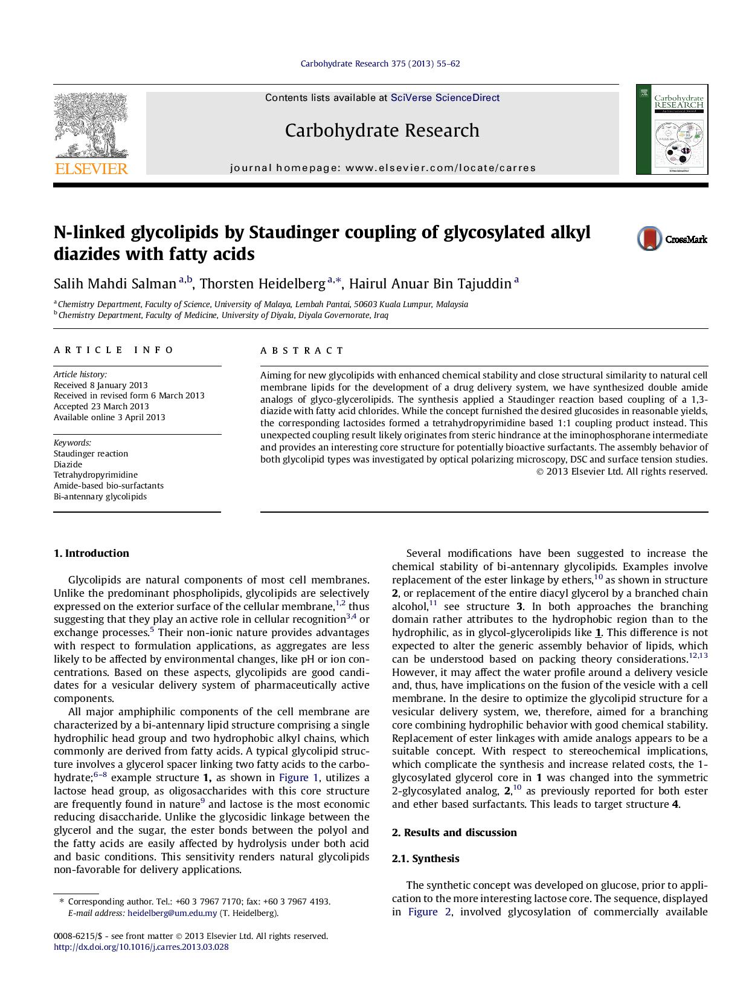 Carbohydrate Research 375 (2013) 55–62
Contents lists available at SciVerse ScienceDirect
Carbohydrate Research
journal homepage: www.elsevier.com/locate/carres
ELSEVIER
Carbohydrate
RESEARCH
An International Journal
N-linked glycolipids by Staudinger coupling of glycosylated alkyl
diazides with fatty acids
CrossMark
Salih Mahdi Salman a,b, Thorsten Heidelberg a,*, Hairul Anuar Bin Tajuddin a
a Chemistry Department, Faculty of Science, University of Malaya, Lembah Pantai, 50603 Kuala Lumpur, Malaysia
b Chemistry Department, Faculty of Medicine, University of Diyala, Diyala Governorate, Iraq
ARTICLE INFO
Article history:
Received 8 January 2013
Received in revised form 6 March 2013
Accepted 23 March 2013
Available online 3 April 2013
Keywords:
Staudinger reaction
Diazide
Tetrahydropyrimidine
Amide-based bio-surfactants
Bi-antennary glycolipids
ABSTRACT
Aiming for new glycolipids with enhanced chemical stability and close structural similarity to natural cell
membrane lipids for the development of a drug delivery system, we have synthesized double amide
analogs of glyco-glycerolipids. The synthesis applied a Staudinger reaction based coupling of a 1,3-
diazide with fatty acid chlorides. While the concept furnished the desired glucosides in reasonable yields,
the corresponding lactosides formed a tetrahydropyrimidine based 1:1 coupling product instead. This
unexpected coupling result likely originates from steric hindrance at the iminophosphorane intermediate
and provides an interesting core structure for potentially bioactive surfactants. The assembly behavior of
both glycolipid types was investigated by optical polarizing microscopy, DSC and surface tension studies.
© 2013 Elsevier Ltd. All rights reserved.
1. Introduction
Glycolipids are natural components of most cell membranes.
Unlike the predominant phospholipids, glycolipids are selectively
expressed on the exterior surface of the cellular membrane,1,2 thus
suggesting that they play an active role in cellular recognition3,4 or
exchange processes.5 Their non-ionic nature provides advantages
with respect to formulation applications, as aggregates are less
likely to be affected by environmental changes, like pH or ion con-
centrations. Based on these aspects, glycolipids are good candi-
dates for a vesicular delivery system of pharmaceutically active
components.
All major amphiphilic components of the cell membrane are
characterized by a bi-antennary lipid structure comprising a single
hydrophilic head group and two hydrophobic alkyl chains, which
commonly are derived from fatty acids. A typical glycolipid struc-
ture involves a glycerol spacer linking two fatty acids to the carbo-
hydrate;6–8 example structure 1, as shown in Figure 1, utilizes a
lactose head group, as oligosaccharides with this core structure
are frequently found in nature9 and lactose is the most economic
reducing disaccharide. Unlike the glycosidic linkage between the
glycerol and the sugar, the ester bonds between the polyol and
the fatty acids are easily affected by hydrolysis under both acid
and basic conditions. This sensitivity renders natural glycolipids
non-favorable for delivery applications.
* Corresponding author. Tel.: +60 3 7967 7170; fax: +60 3 7967 4193.
E-mail address: heidelberg@um.edu.my (T. Heidelberg).
Several modifications have been suggested to increase the
chemical stability of bi-antennary glycolipids. Examples involve
replacement of the ester linkage by ethers,10 as shown in structure
2, or replacement of the entire diacyl glycerol by a branched chain
alcohol,11 see structure 3. In both approaches the branching
domain rather attributes to the hydrophobic region than to the
hydrophilic, as in glycol-glycerolipids like 1. This difference is not
expected to alter the generic assembly behavior of lipids, which
can be understood based on packing theory considerations.12,13
However, it may affect the water profile around a delivery vesicle
and, thus, have implications on the fusion of the vesicle with a cell
membrane. In the desire to optimize the glycolipid structure for a
vesicular delivery system, we, therefore, aimed for a branching
core combining hydrophilic behavior with good chemical stability.
Replacement of ester linkages with amide analogs appears to be a
suitable concept. With respect to stereochemical implications,
which complicate the synthesis and increase related costs, the 1-
glycosylated glycerol core in 1 was changed into the symmetric
2-glycosylated analog, 2,10 as previously reported for both ester
and ether based surfactants. This leads to target structure 4.
2. Results and discussion
2.1. Synthesis
The synthetic concept was developed on glucose, prior to appli-
cation to the more interesting lactose core. The sequence, displayed
in Figure 2, involved glycosylation of commercially available
0008-6215/$ - see front matter © 2013 Elsevier Ltd. All rights reserved.
http://dx.doi.org/10.1016/j.carres.2013.03.028